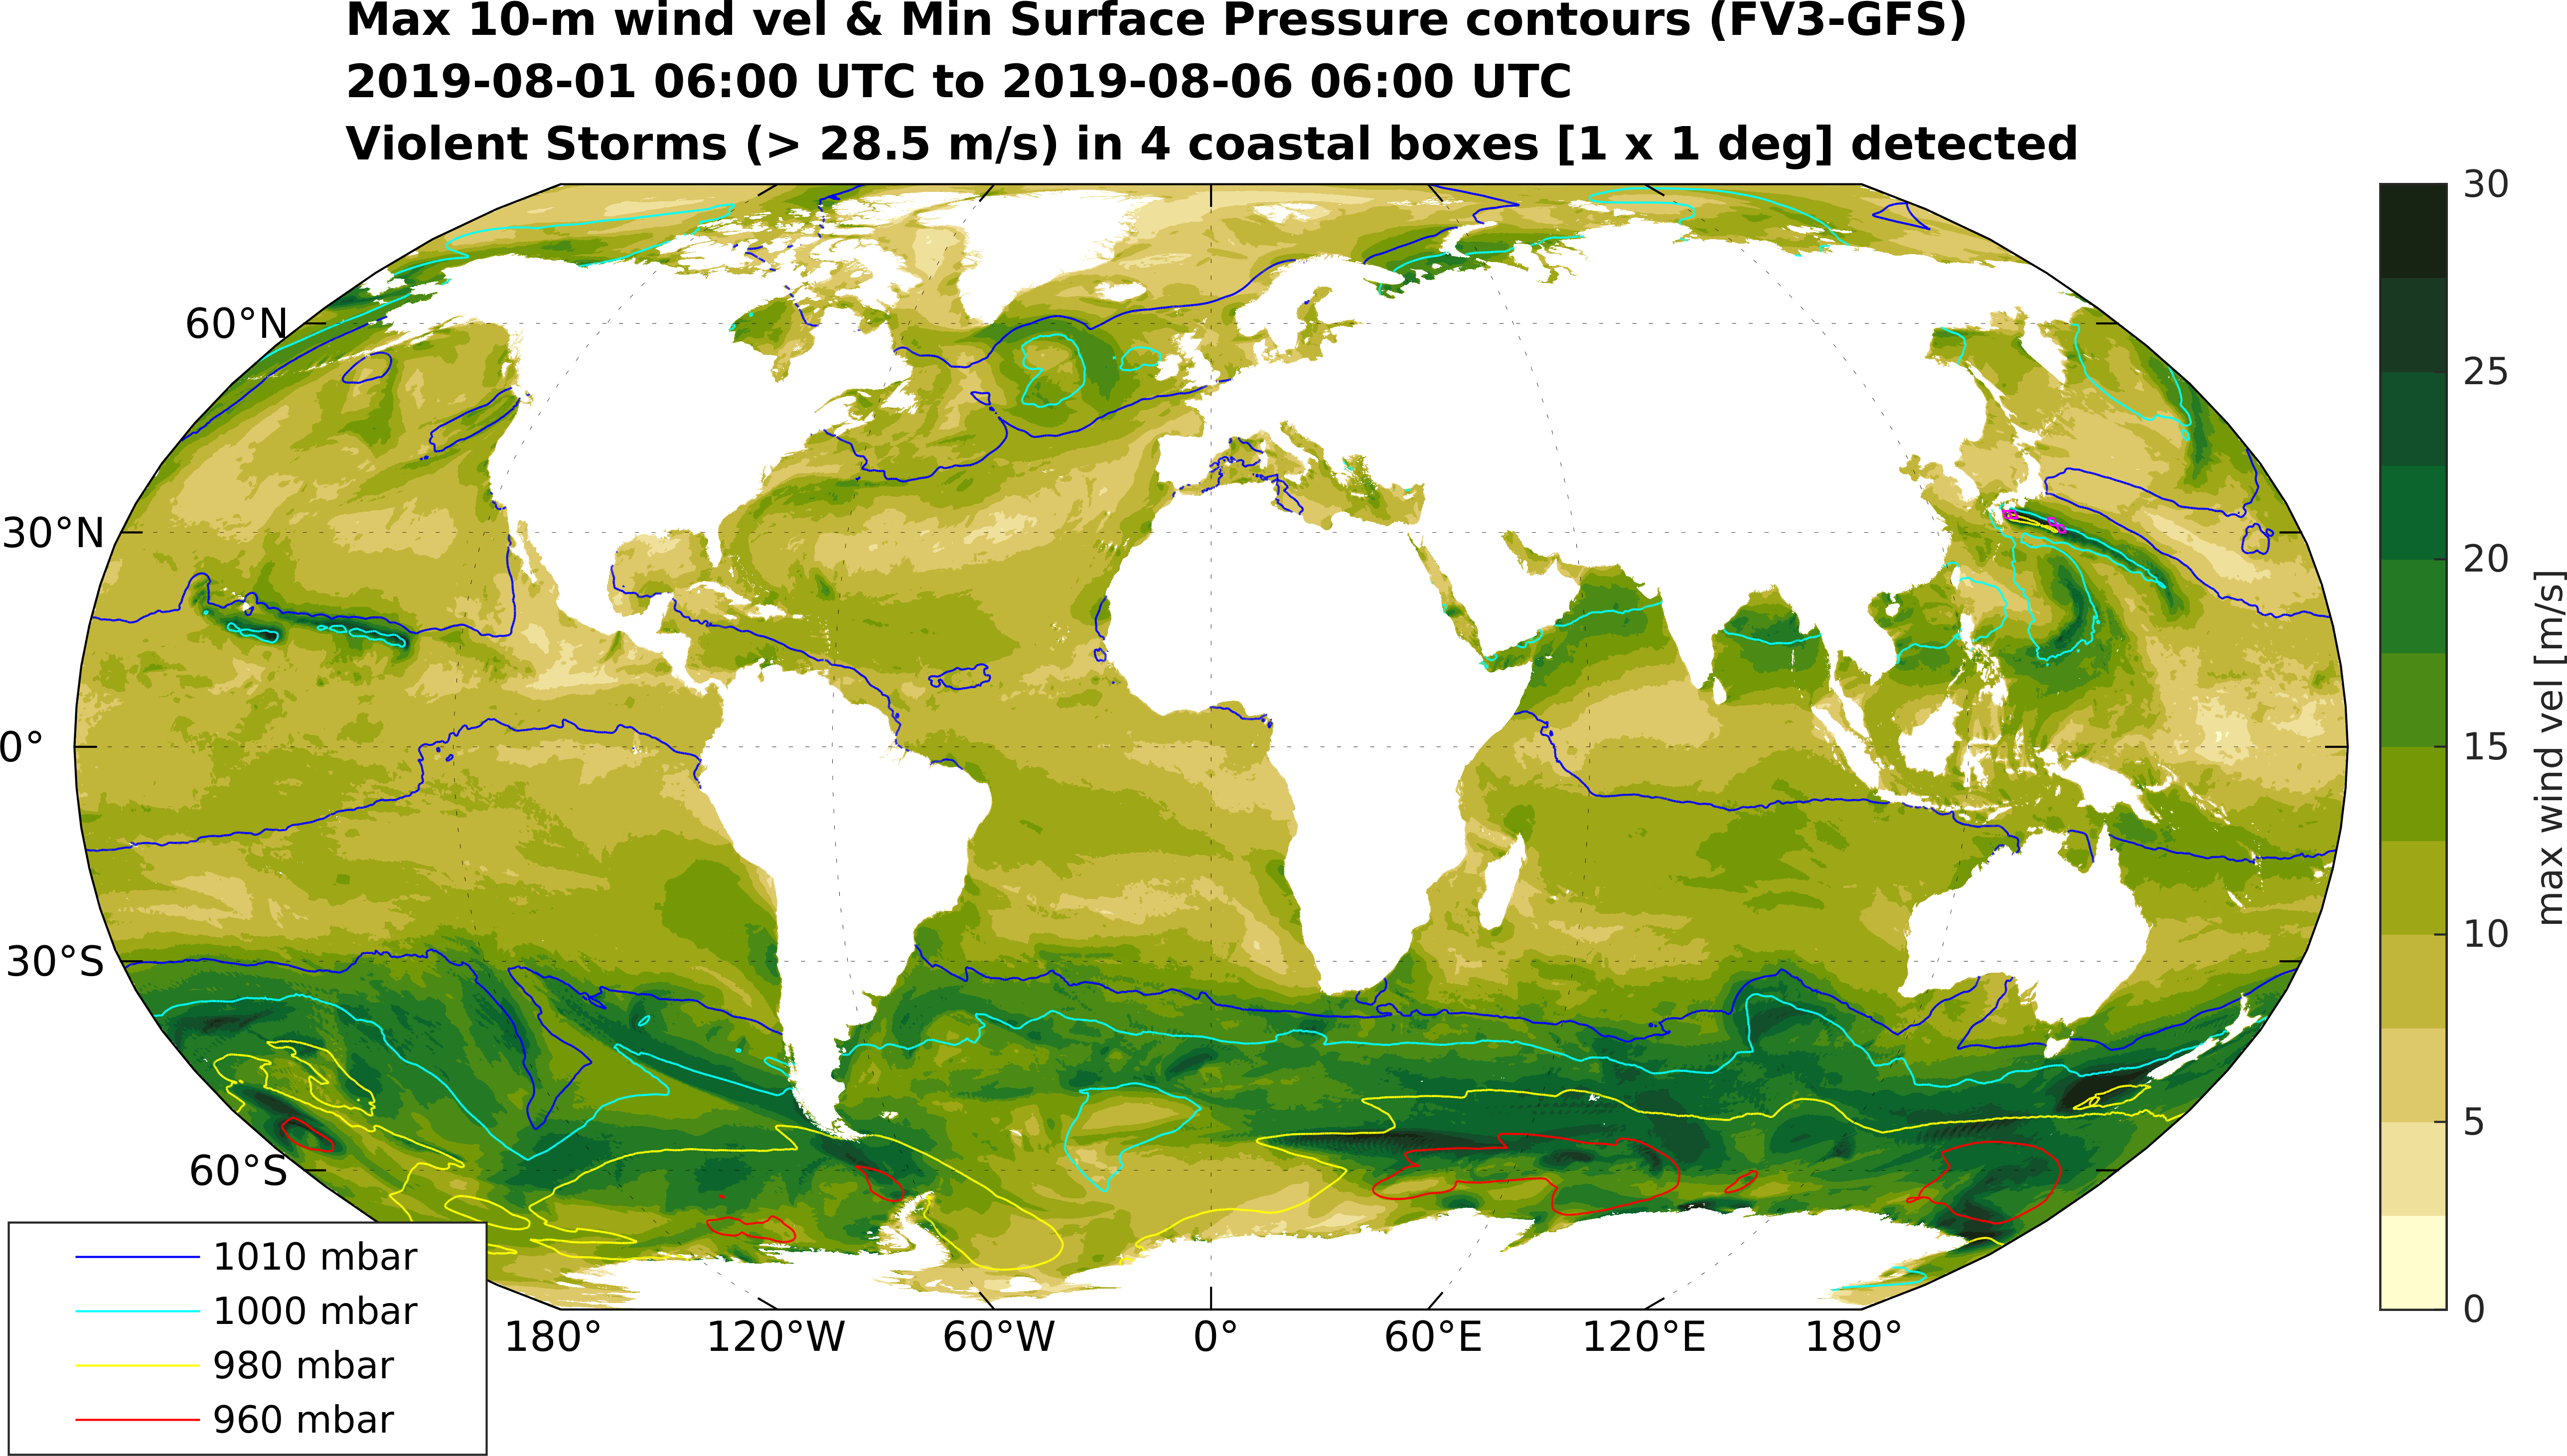 Max 10-m wind vel & Min Surface Pressure contours (FV3-GFS)
2019-08-01 06:00 UTC to 2019-08-06 06:00 UTC
Violent Storms (> 28.5 m/s) in 4 coastal boxes [1 x 1 deg] detected
60°N
30°N
0°
30°S
60°S
180°
120°W
60°W
0°
60°E
120°E
180°
1010 mbar
1000 mbar
980 mbar
960 mbar
30
25
20
15
10
5
0
max wind vel [m/s]